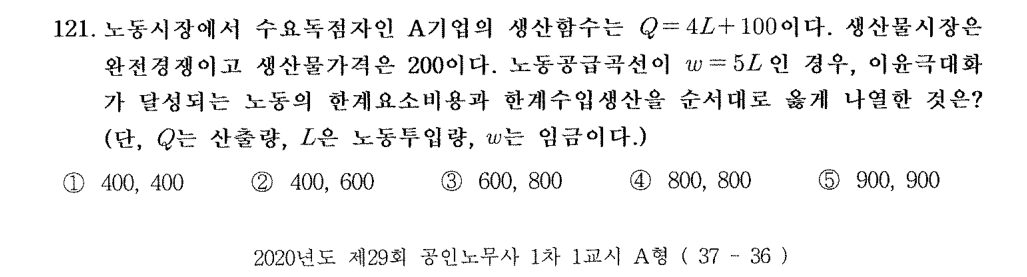 121. 노동시장에서 수요독점자인 A기업의 생산함수는 Q=4L+100이다. 생산물시장은
완전경쟁이고 생산물가격은 200이다. 노동공급곡선이 w=5L인 경우, 이윤극대화
가 달성되는 노동의 한계요소비용과 한계수입생산을 순서대로 옳게 나열한 것은?
(단, Q는 산출량, L은 노동투입량, w는 임금이다.)
① 400, 400 ② 400, 600 ③ 600, 800 ④ 800, 800 ⑤ 900, 900
2020년도 제29회 공인노무사 1차 1교시 A형 ( 37 - 36 )